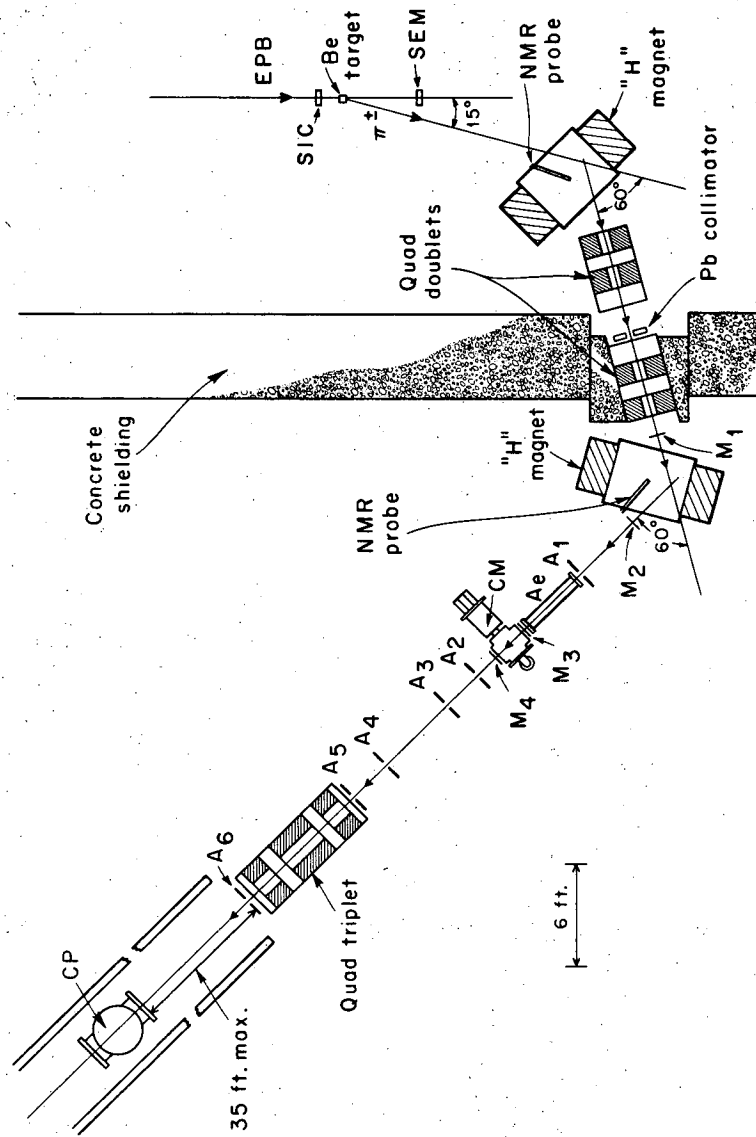 EPB
SIC
Be
target
SEM
π±
15°
NMR
probe
"H"
magnet
60°
Quad
doublets
Pb collimator
Concrete
shielding
"H"
magnet
M1
NMR
probe
60°
M2
A1
Ae
CM
M3
M4
A2
A3
A4
A5
A6
Quad triplet
CP
35 ft. max.
6 ft.